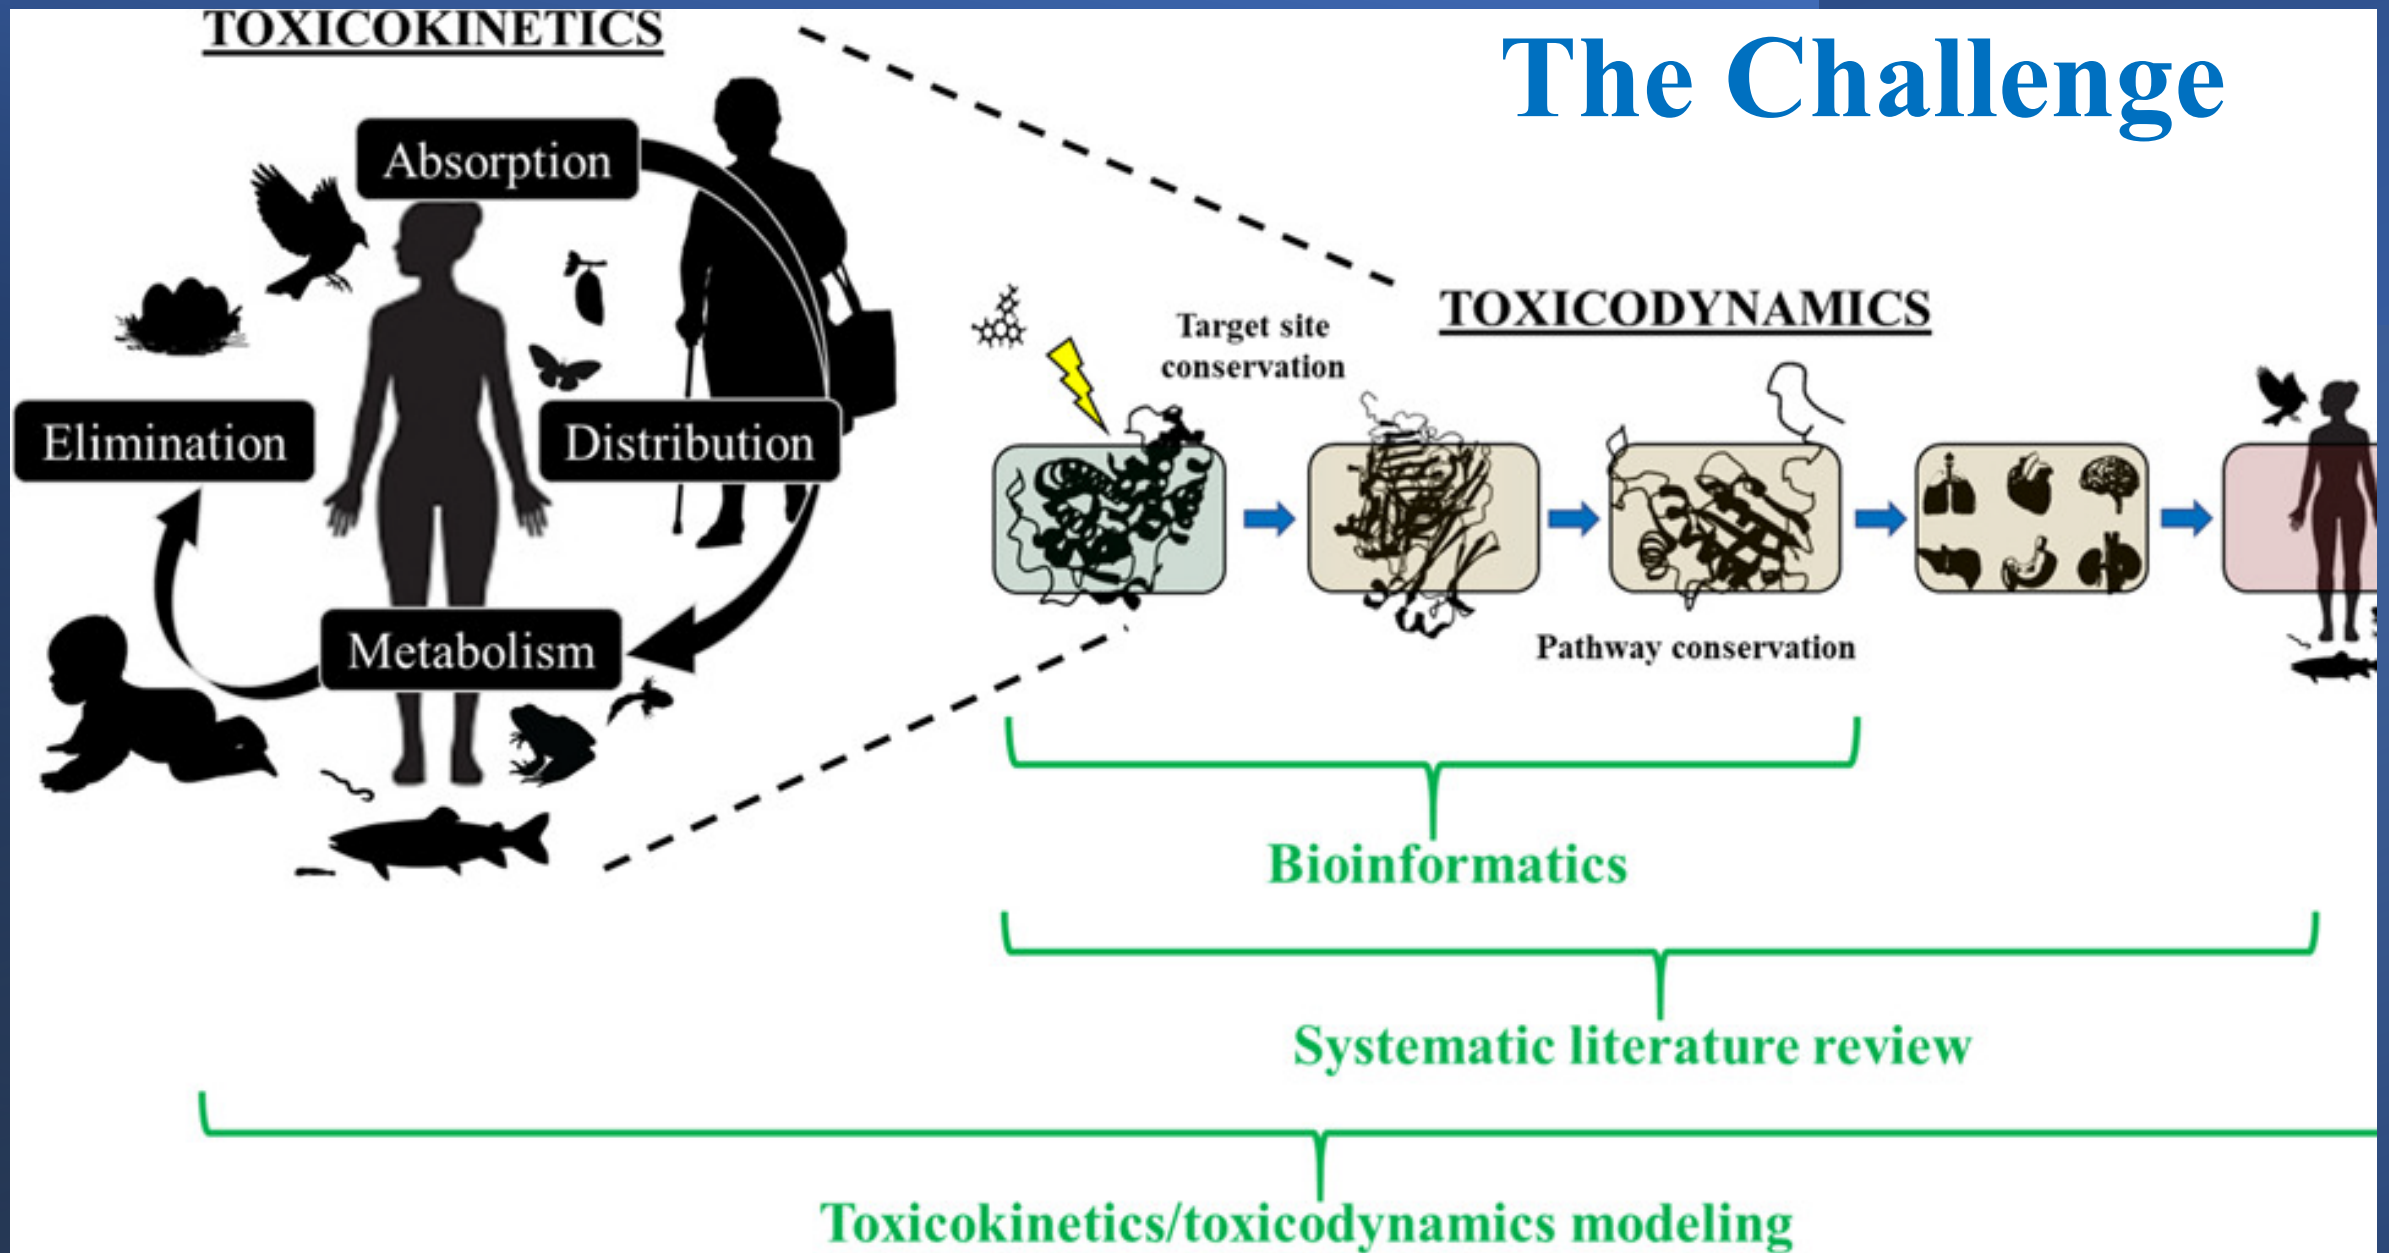 TOXICOKINETICS
The Challenge
Absorption
Elimination
Distribution
Metabolism
TOXICODYNAMICS
Target site
conservation
Pathway conservation
Bioinformatics
Systematic literature review
Toxicokinetics/toxicodynamics modeling